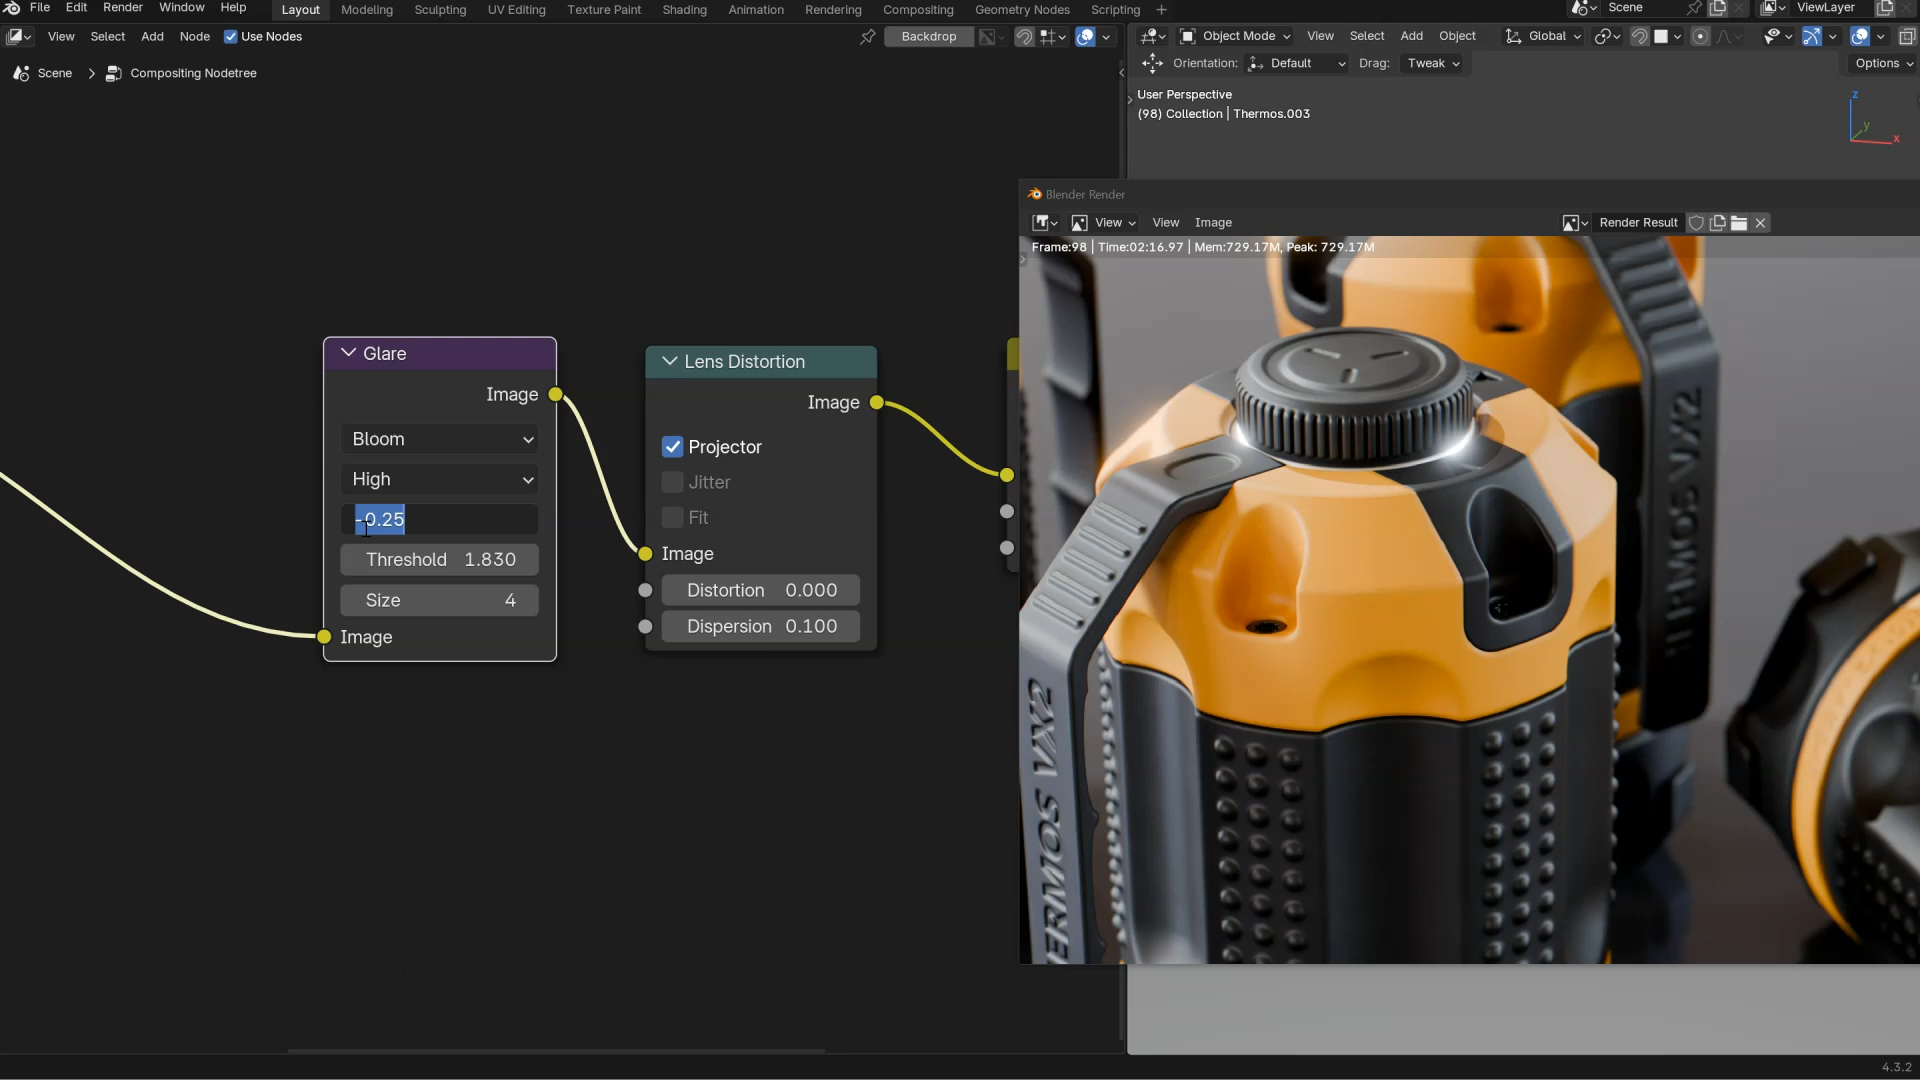 File Edit Render Window Help Layout Modeling Sculpting UV Editing Texture Paint Shading Animation Rendering Compositing Geometry Nodes Scripting + Scene ViewLayer
View Select Add Node Use Nodes Backdrop
Object Mode View Select Add Object Global
Scene > Compositing Nodetree
Orientation: Default Drag: Tweak Options
User Perspective
(98) Collection | Thermos.003
z
y
x
Blender Render
View View Image Render Result
Frame:98 | Time:02:16.97 | Mem:729.17M, Peak: 729.17M
Glare
Image
Bloom
High
-0.25
Threshold 1.830
Size 4
Image
Lens Distortion
Image
Projector
Jitter
Fit
Image
Distortion 0.000
Dispersion 0.100
THERMOS VX2
ERMOS VX2
4.3.2